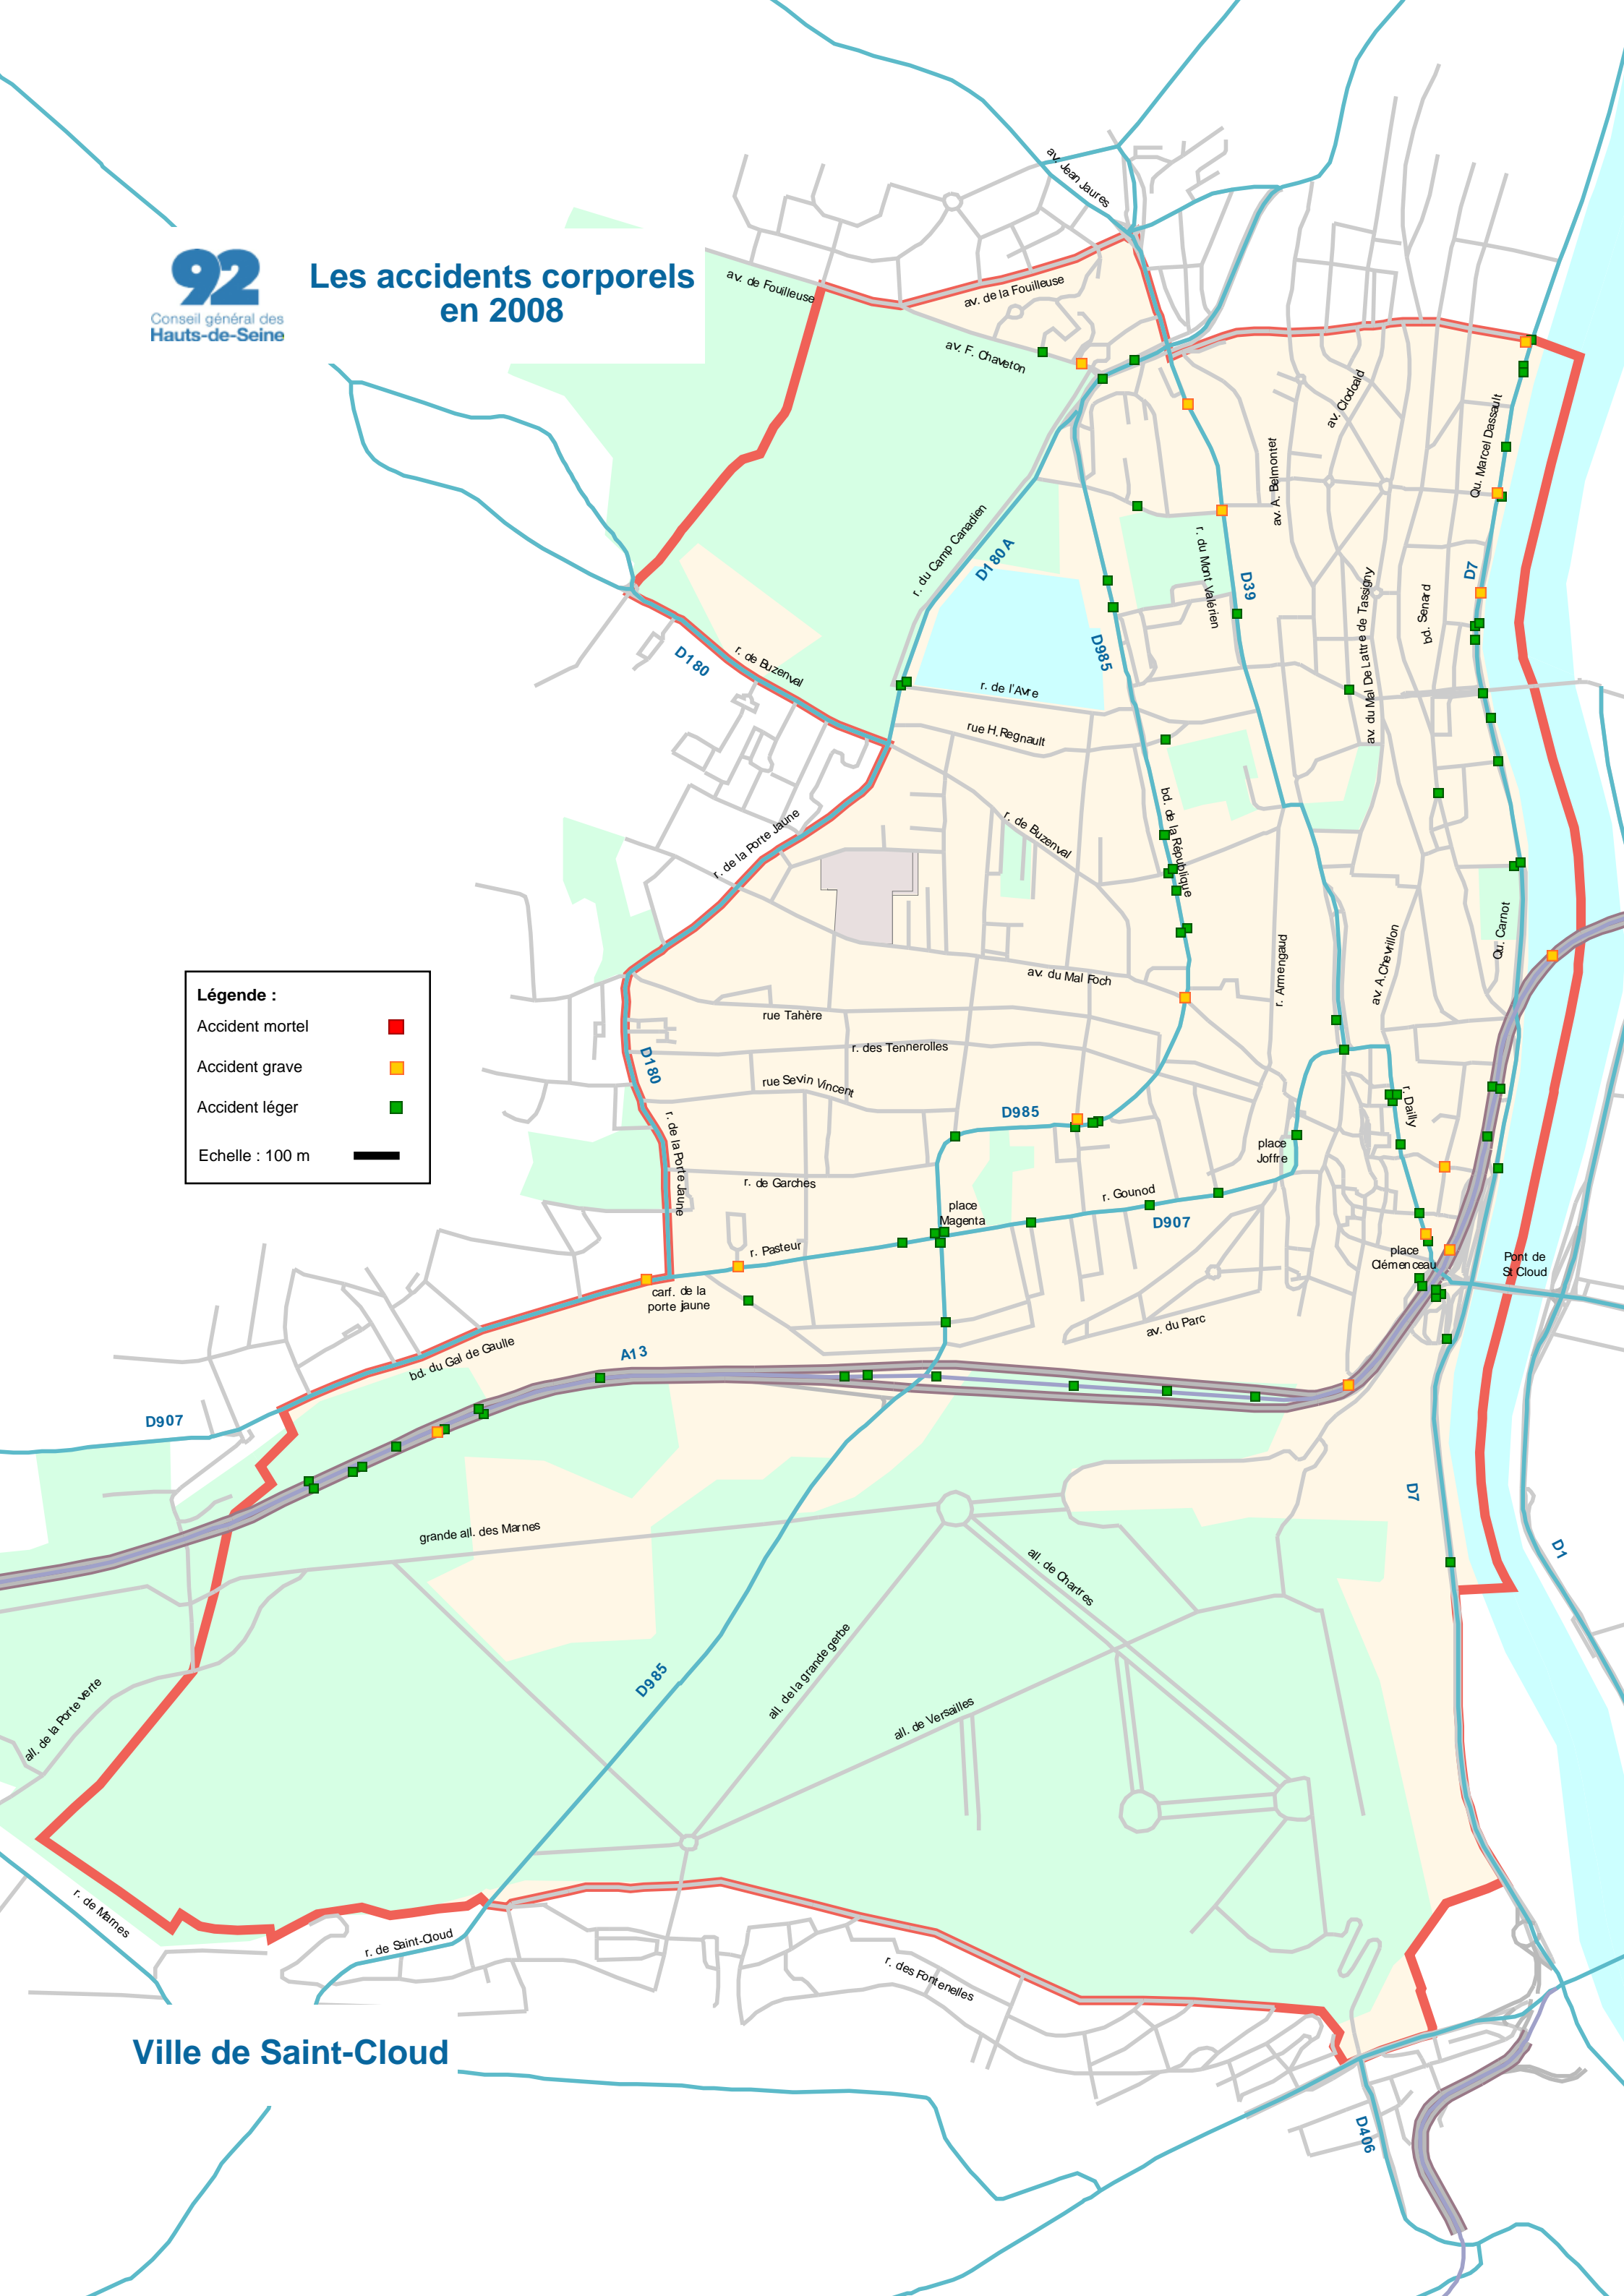 av. Jean Jaures
92
Conseil général des
Hauts-de-Seine
Les accidents corporels
en 2008
av. de Fouilleuse
av. de la Fouilleuse
av. F. Chaveton
av. Clodoald
Qu. Marcel Dassault
av. A. Belmontet
r. du Camp Canadien
D180 A
r. du Mont Valérien
D39
D7
av. du Mal De Lattre de Tassigny
bd. Senard
D985
D180
r. de Buzenval
r. de l'Avre
rue H.Regnault
bd. de la République
r. de Buzenval
r. de la Porte Jaune
Qu. Carnot
av. A.Chevrillon
r. Armengaud
av. du Mal Foch
Légende :
Accident mortel
Accident grave
Accident léger
Echelle : 100 m
rue Tahère
r. des Tennerolles
D180
rue Sevin Vincent
D985
r. Dailly
r. de la Porte Jaune
place
Joffre
r. de Garches
r. Gounod
place
Magenta
D907
r. Pasteur
place
Clémenceau
Pont de
St Cloud
carf. de la
porte jaune
av. du Parc
bd. du Gal de Gaulle
A13
D907
D7
grande all. des Marnes
D1
all. de Chartres
all. de la grande gerbe
D985
all. de la Porte verte
all. de Versailles
r. de Marnes
r. de Saint-Cloud
r. des Fontenelles
Ville de Saint-Cloud
D406